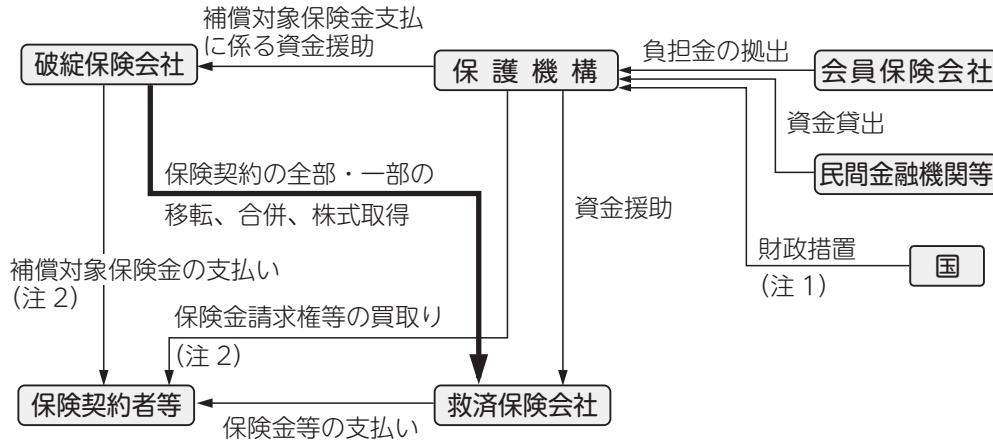 補償対象保険金支払
に係る資金援助
破綻保険会社
保護機構
負担金の拠出
会員保険会社
資金貸出
民間金融機関等
保険契約の全部・一部の
移転、合併、株式取得
資金援助
財政措置
(注1)
国
補償対象保険金の支払い
(注2)
保険金請求権等の買取り
(注2)
保険契約者等
救済保険会社
保険金等の支払い